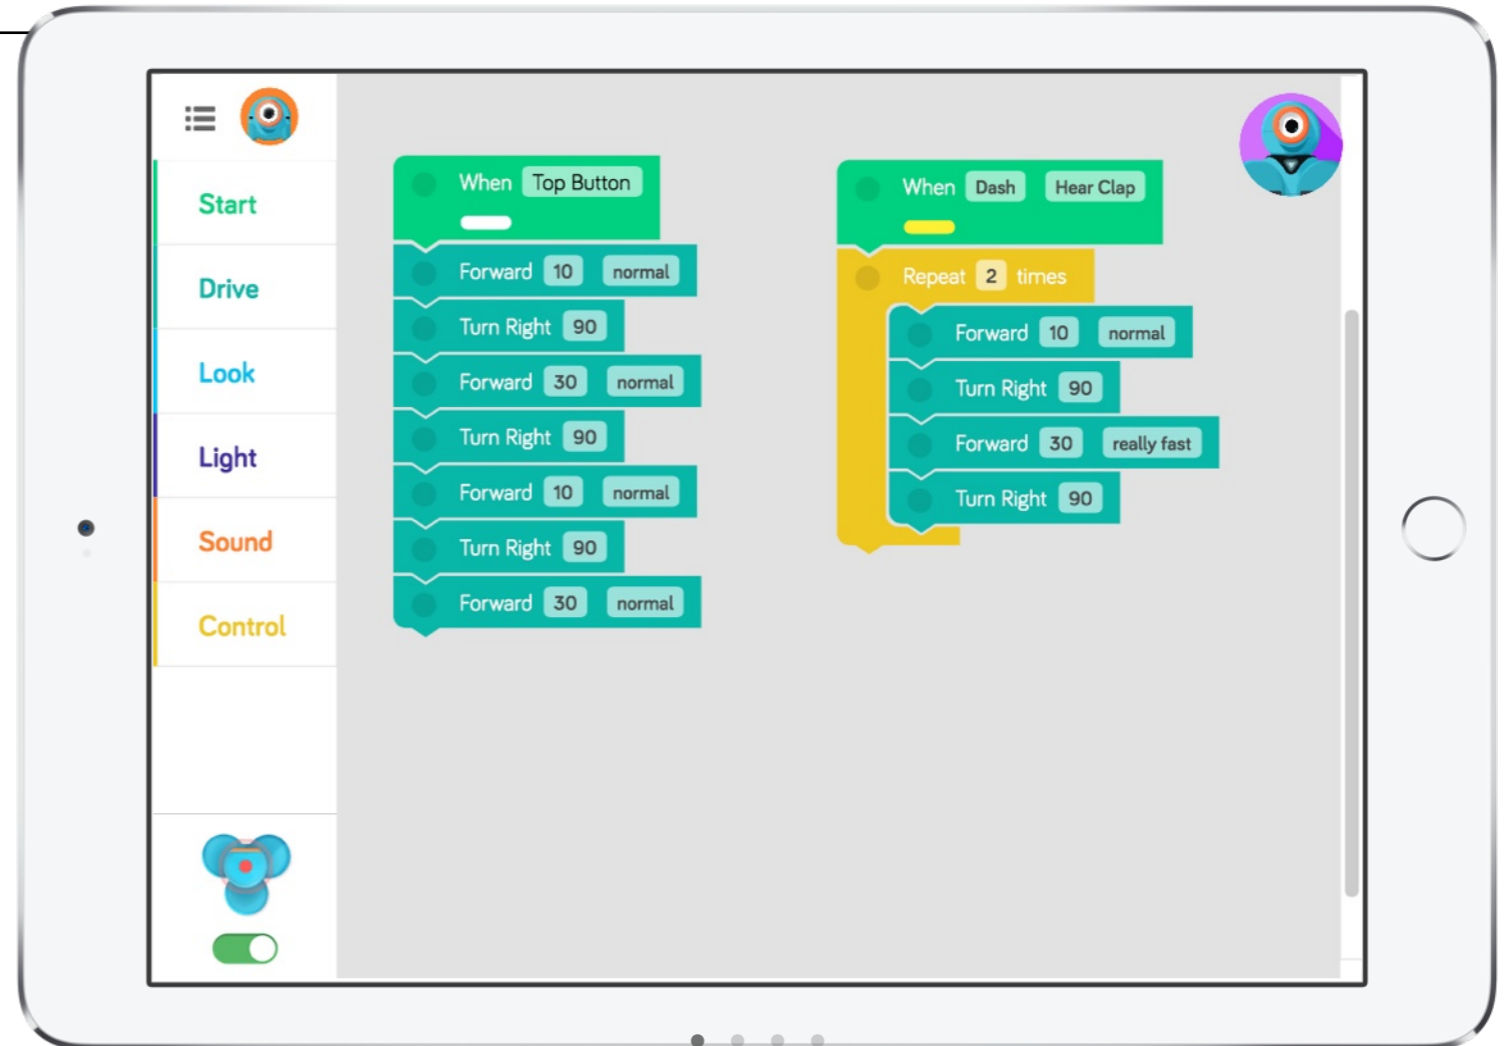 Start
Drive
Look
Light
Sound
Control
When Top Button
Forward 10 normal
Turn Right 90
Forward 30 normal
Turn Right 90
Forward 10 normal
Turn Right 90
Forward 30 normal
When Dash Hear Clap
Repeat 2 times
Forward 10 normal
Turn Right 90
Forward 30 really fast
Turn Right 90